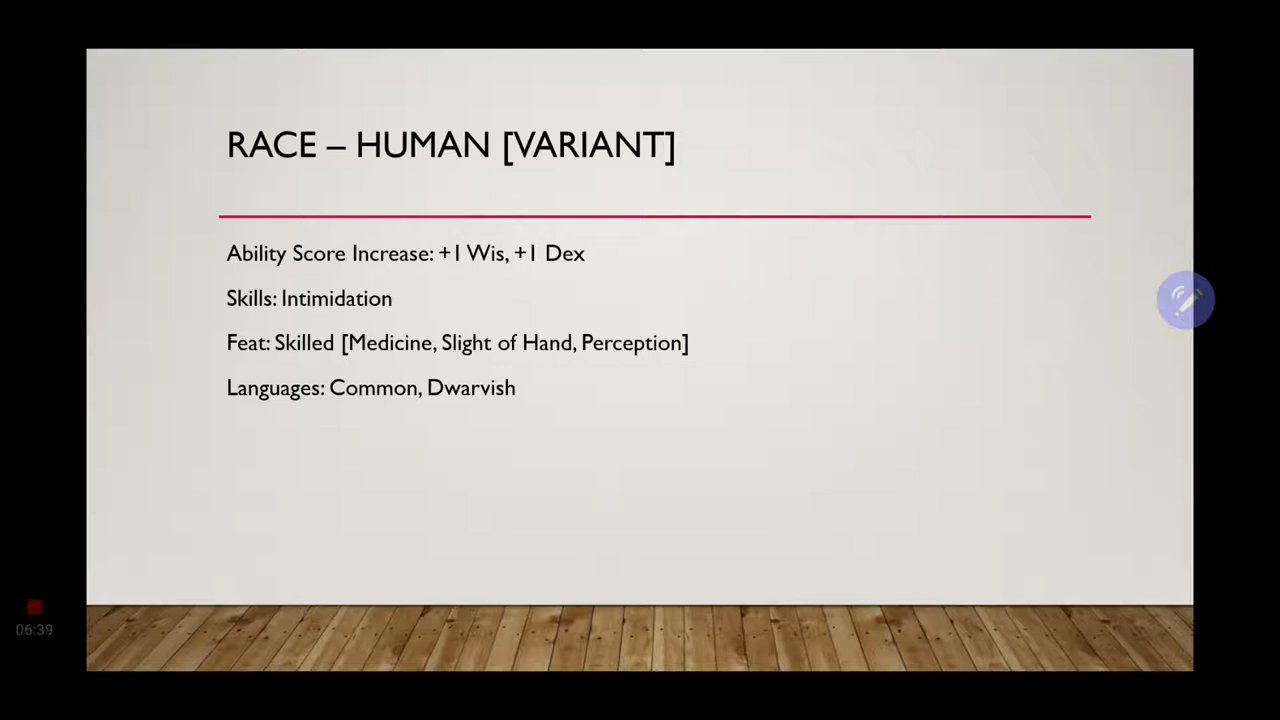 RACE – HUMAN [VARIANT]
Ability Score Increase: +1 Wis, +1 Dex
Skills: Intimidation
Feat: Skilled [Medicine, Slight of Hand, Perception]
Languages: Common, Dwarvish
06:39